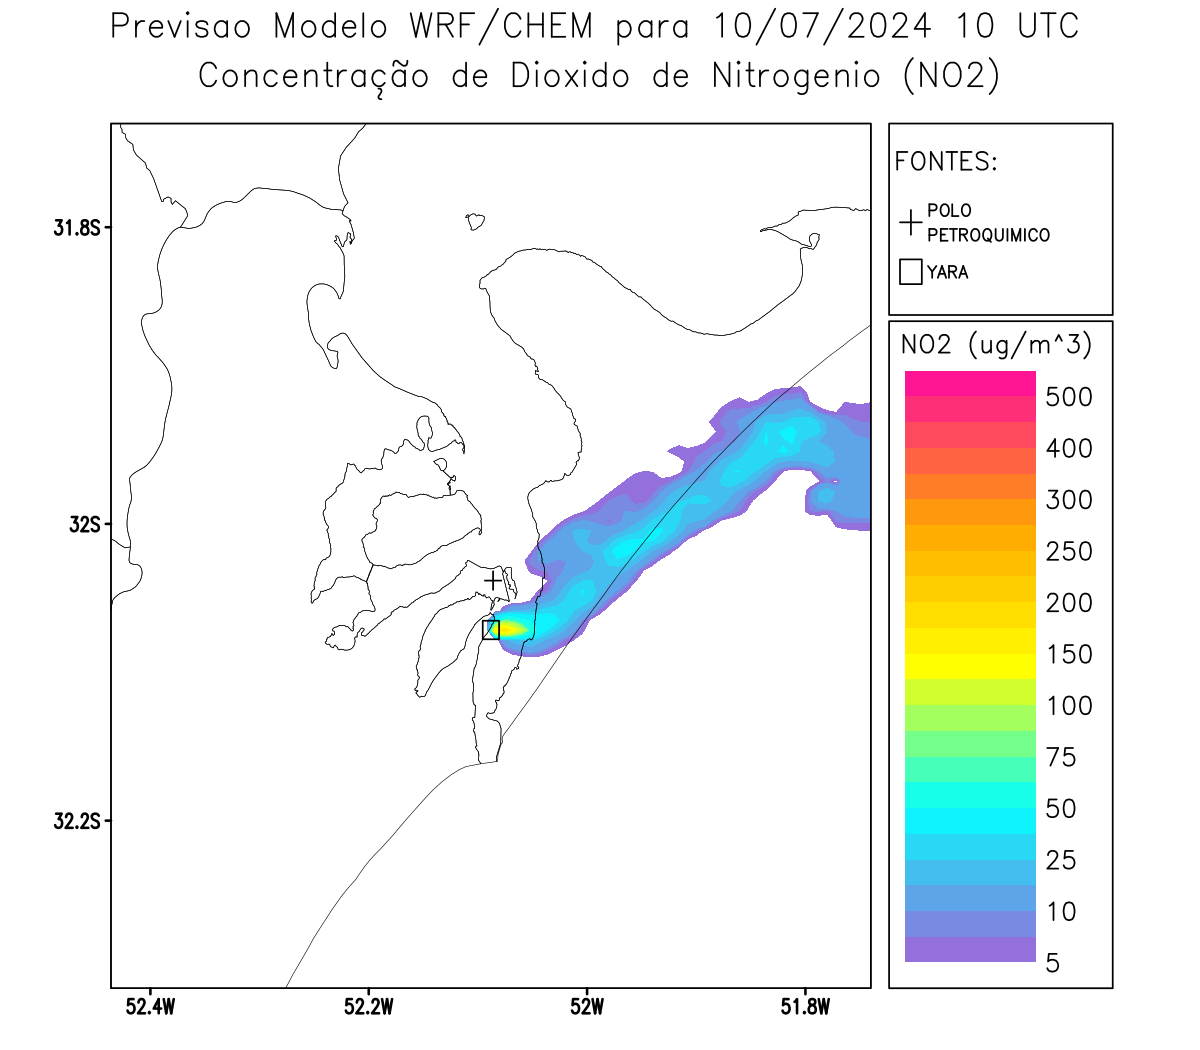 Previsao Modelo WRF/CHEM para 10/07/2024 10 UTC
Concentração de Dioxido de Nitrogenio (NO2)
FONTES:
POLO
PETROQUIMICO
YARA
NO2 (ug/m^3)
500
400
300
250
200
150
100
75
50
25
10
5
31.8S
32S
32.2S
52.4W
52.2W
52W
51.8W